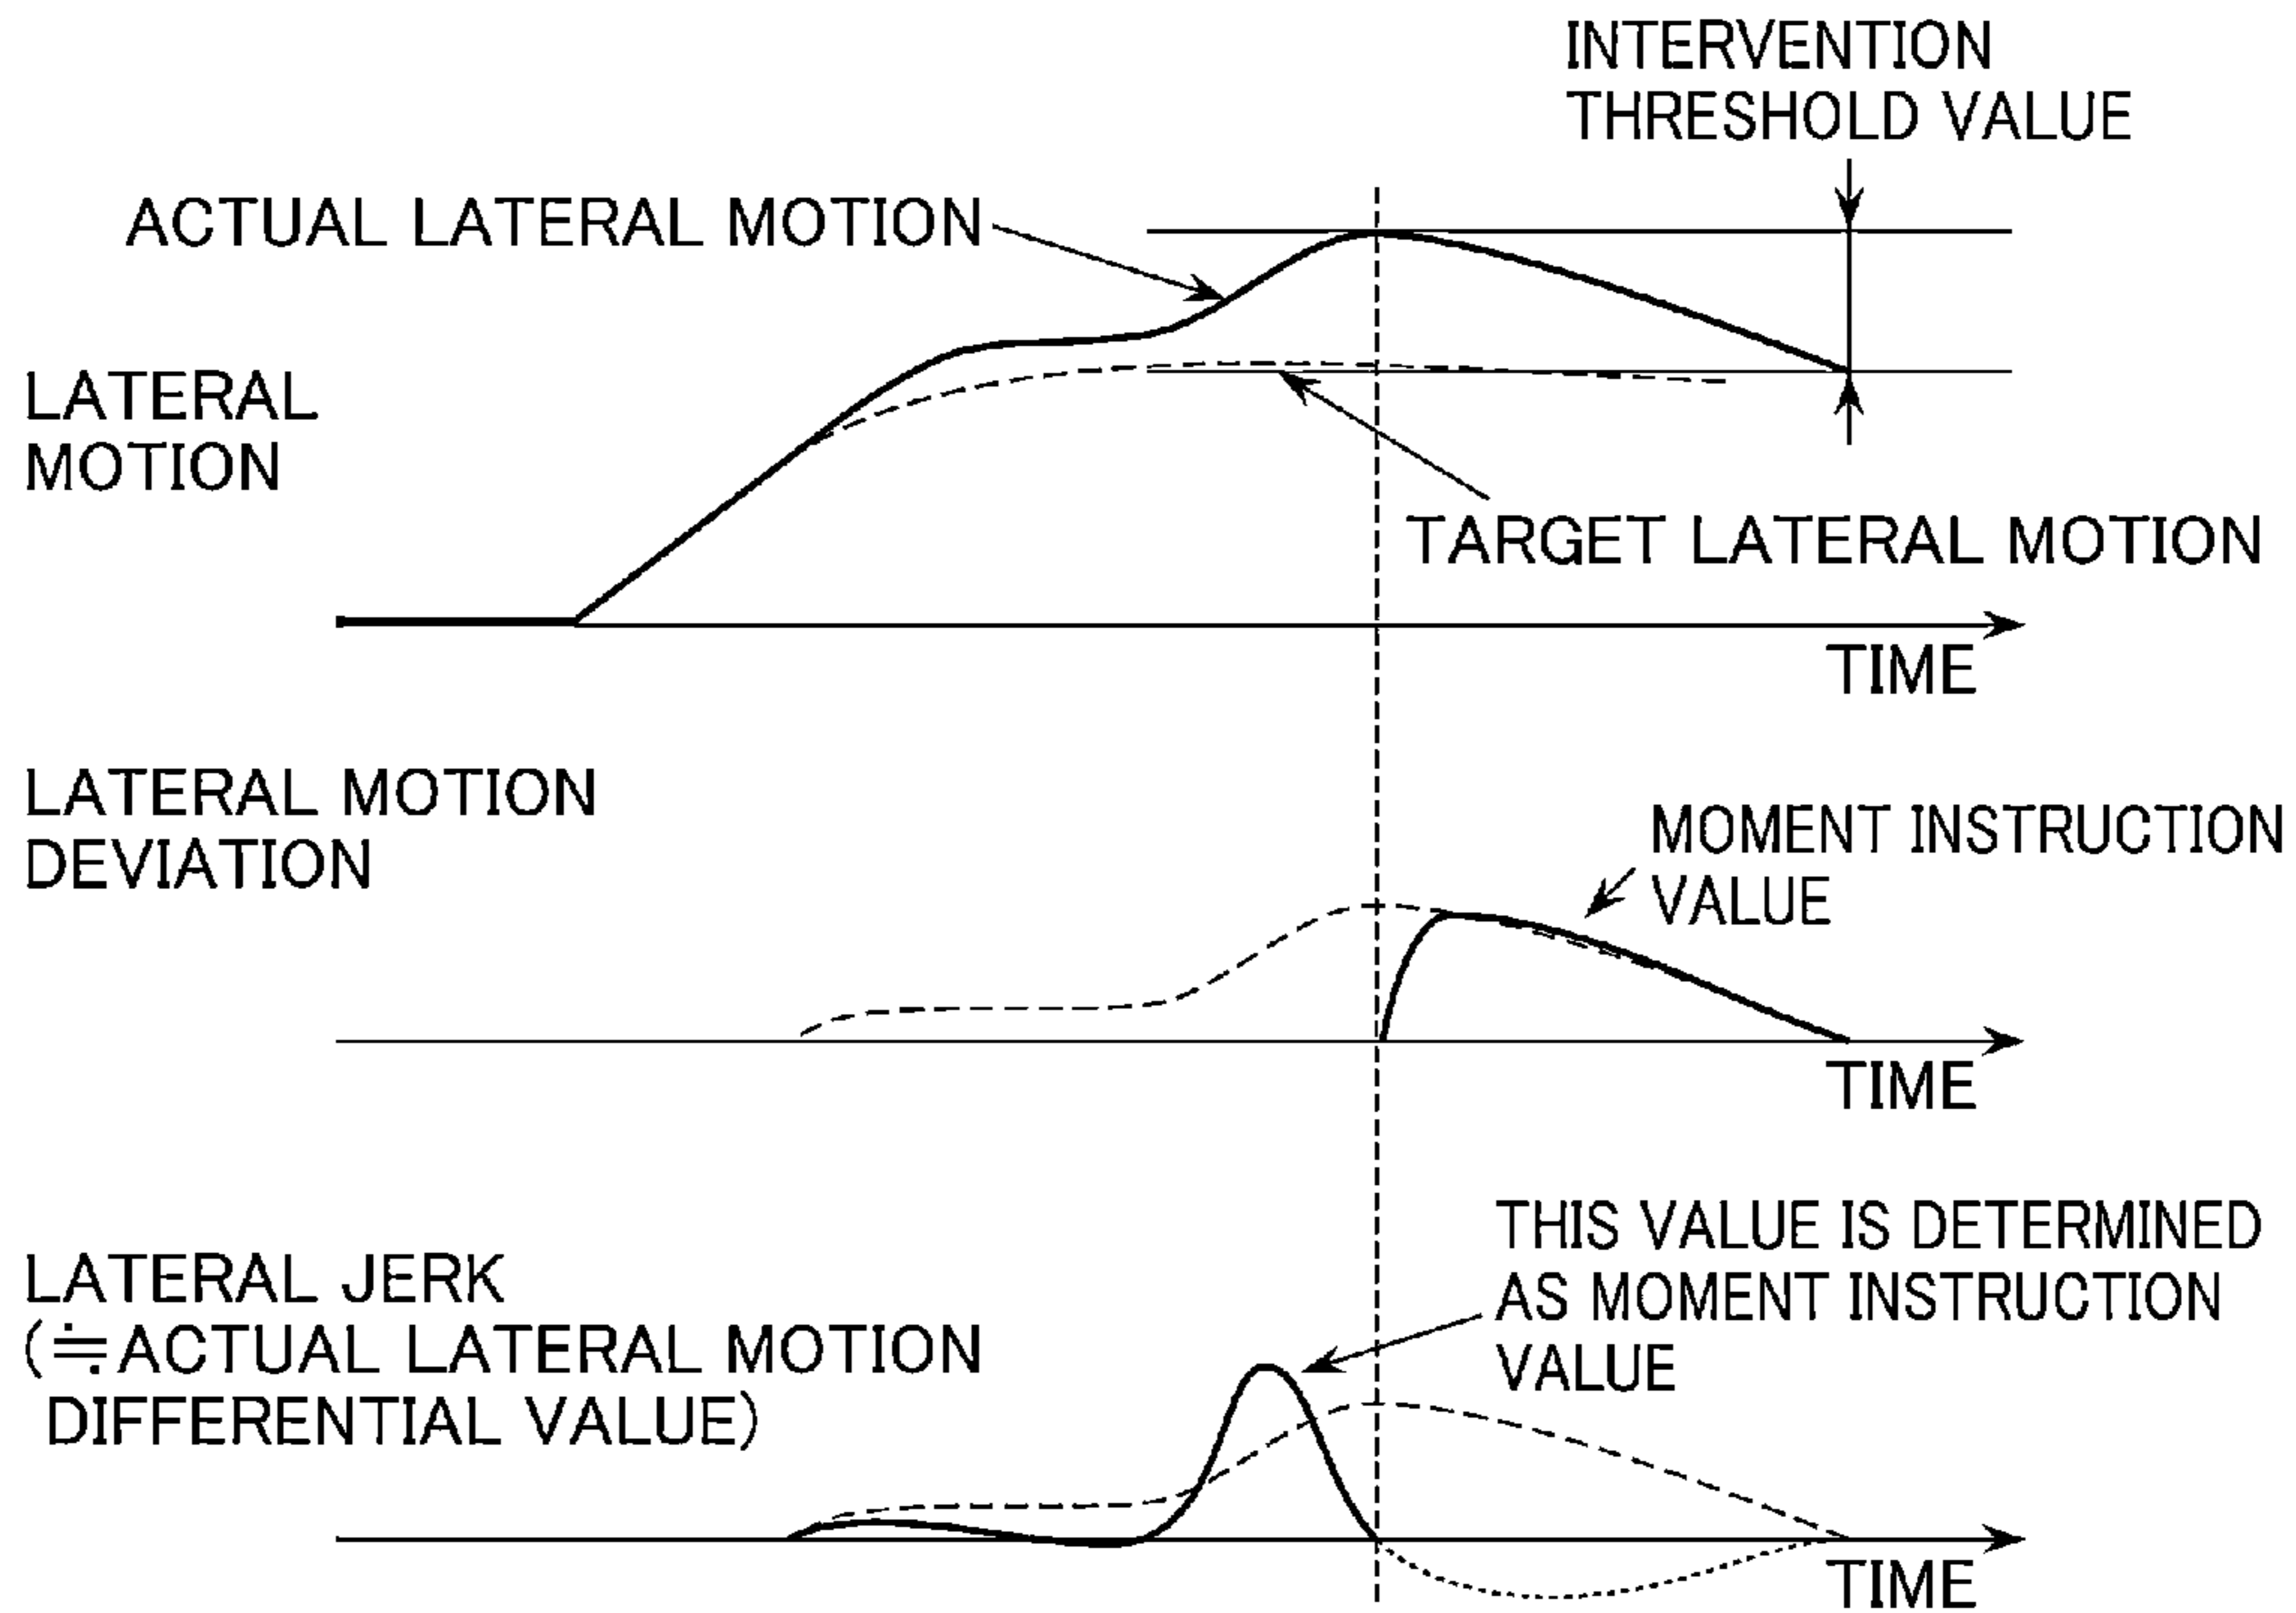 INTERVENTION
THRESHOLD VALUE
ACTUAL LATERAL MOTION
LATERAL
MOTION
TARGET LATERAL MOTION
TIME
LATERAL MOTION
DEVIATION
MOMENT INSTRUCTION
VALUE
TIME
THIS VALUE IS DETERMINED
AS MOMENT INSTRUCTION
VALUE
LATERAL JERK
(≒ACTUAL LATERAL MOTION
DIFFERENTIAL VALUE)
TIME